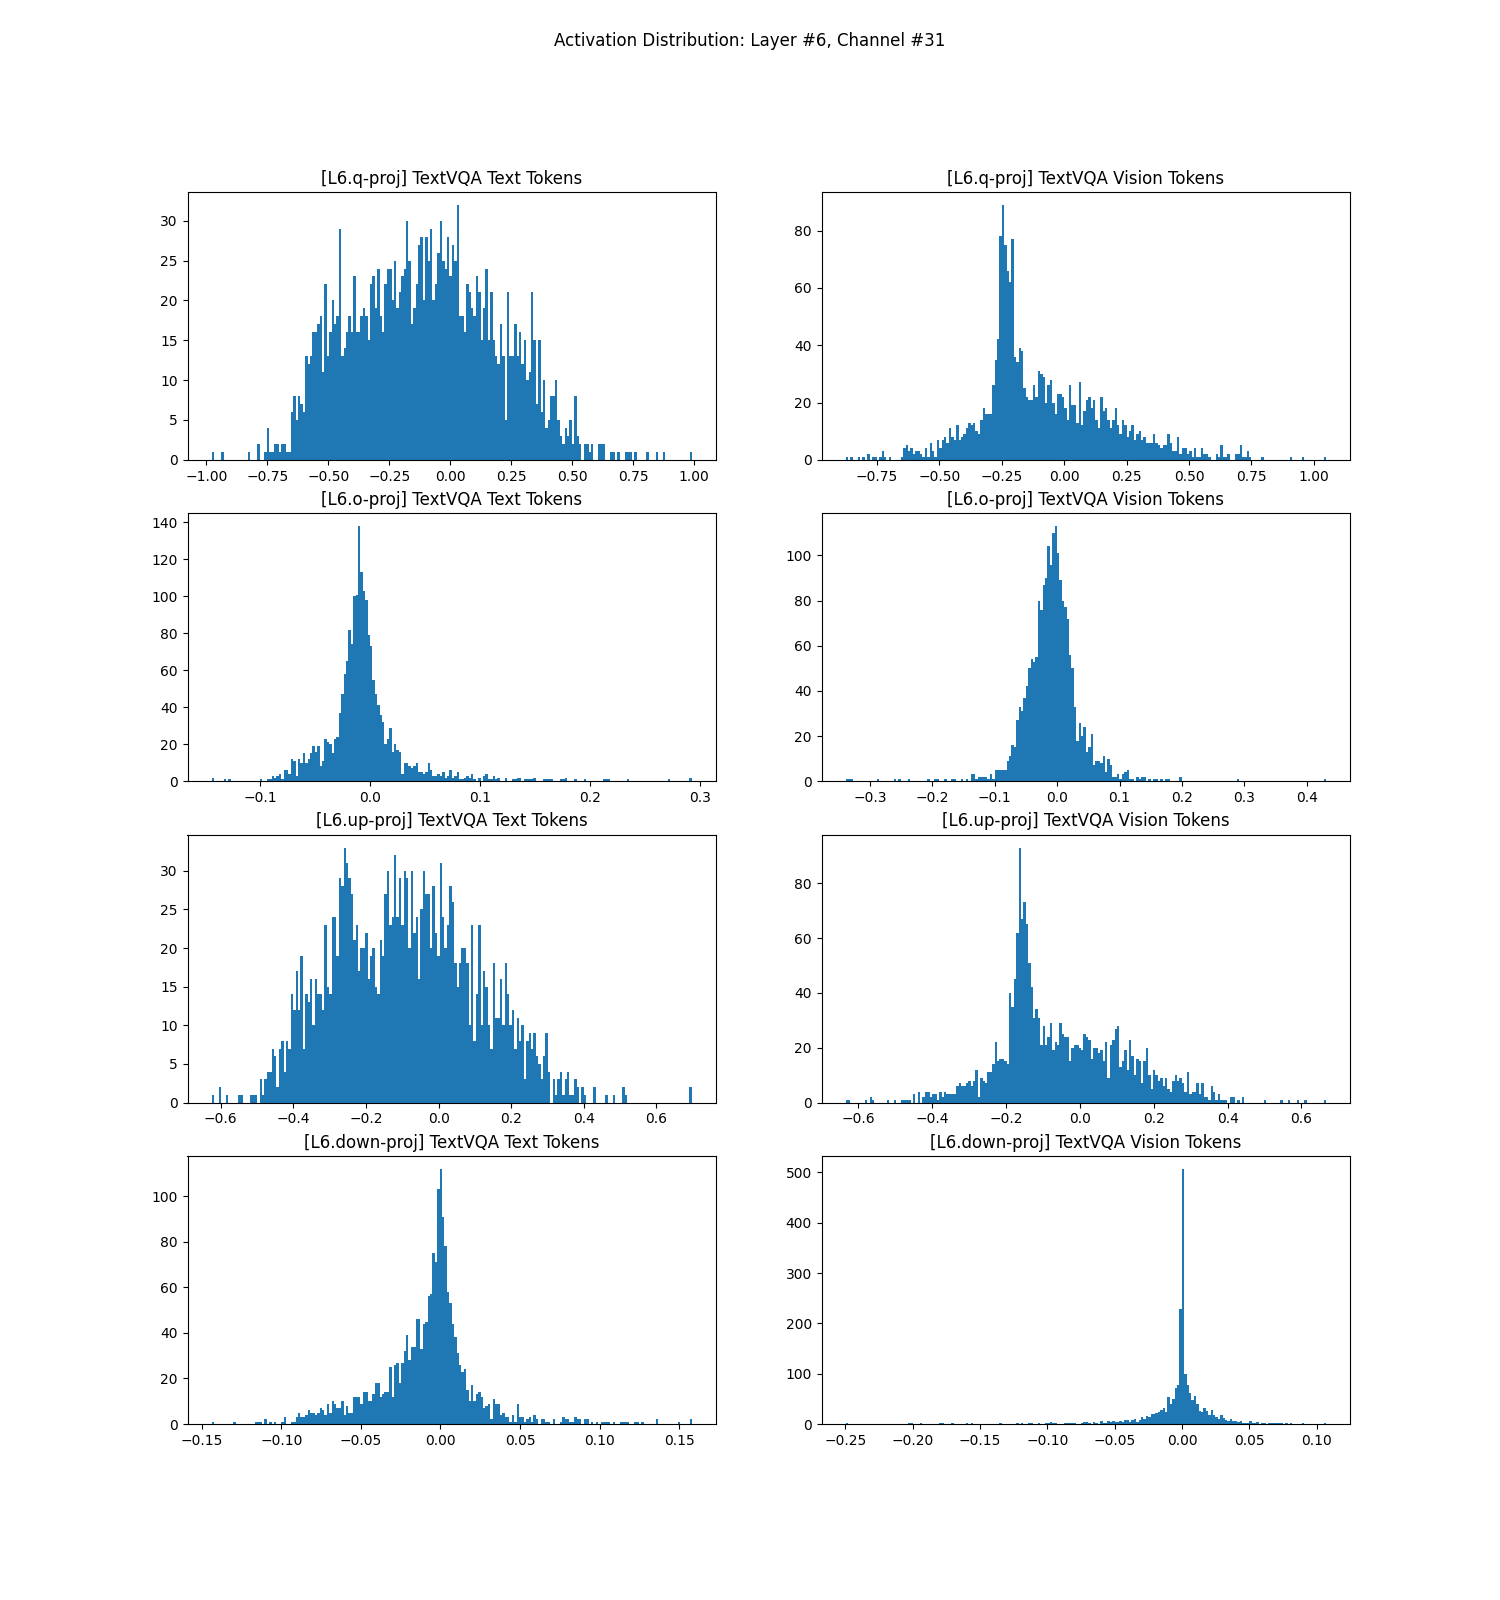 Activation Distribution: Layer #6, Channel #31
[L6.q-proj] TextVQA Text Tokens
30
25
20
15
10
5
0
−1.00 −0.75 −0.50 −0.25 0.00 0.25 0.50 0.75 1.00
[L6.q-proj] TextVQA Vision Tokens
80
60
40
20
0
−0.75 −0.50 −0.25 0.00 0.25 0.50 0.75 1.00
[L6.o-proj] TextVQA Text Tokens
140
120
100
80
60
40
20
0
−0.1 0.0 0.1 0.2 0.3
[L6.o-proj] TextVQA Vision Tokens
100
80
60
40
20
0
−0.3 −0.2 −0.1 0.0 0.1 0.2 0.3 0.4
[L6.up-proj] TextVQA Text Tokens
30
25
20
15
10
5
0
−0.6 −0.4 −0.2 0.0 0.2 0.4 0.6
[L6.up-proj] TextVQA Vision Tokens
80
60
40
20
0
−0.6 −0.4 −0.2 0.0 0.2 0.4 0.6
[L6.down-proj] TextVQA Text Tokens
100
80
60
40
20
0
−0.15 −0.10 −0.05 0.00 0.05 0.10 0.15
[L6.down-proj] TextVQA Vision Tokens
500
400
300
200
100
0
−0.25 −0.20 −0.15 −0.10 −0.05 0.00 0.05 0.10